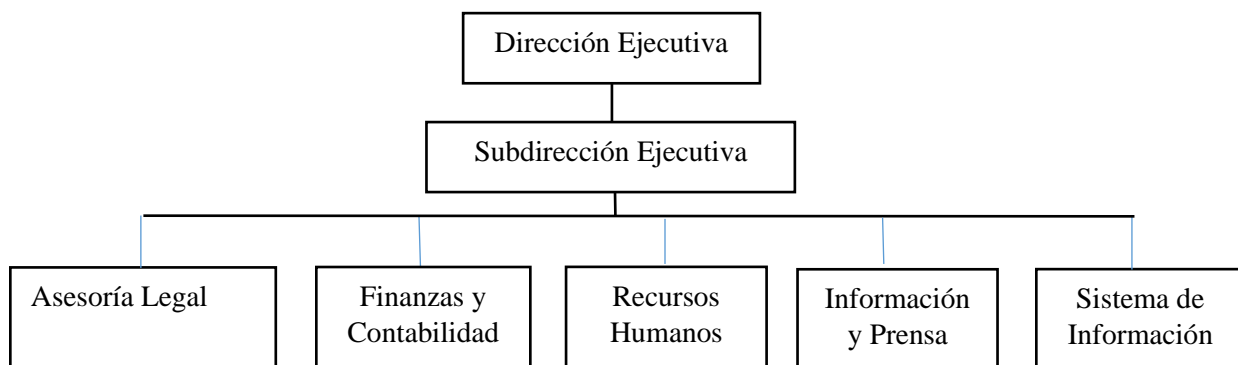 Dirección Ejecutiva
Subdirección Ejecutiva
Asesoría Legal
Finanzas y
Contabilidad
Recursos
Humanos
Información
y Prensa
Sistema de
Información